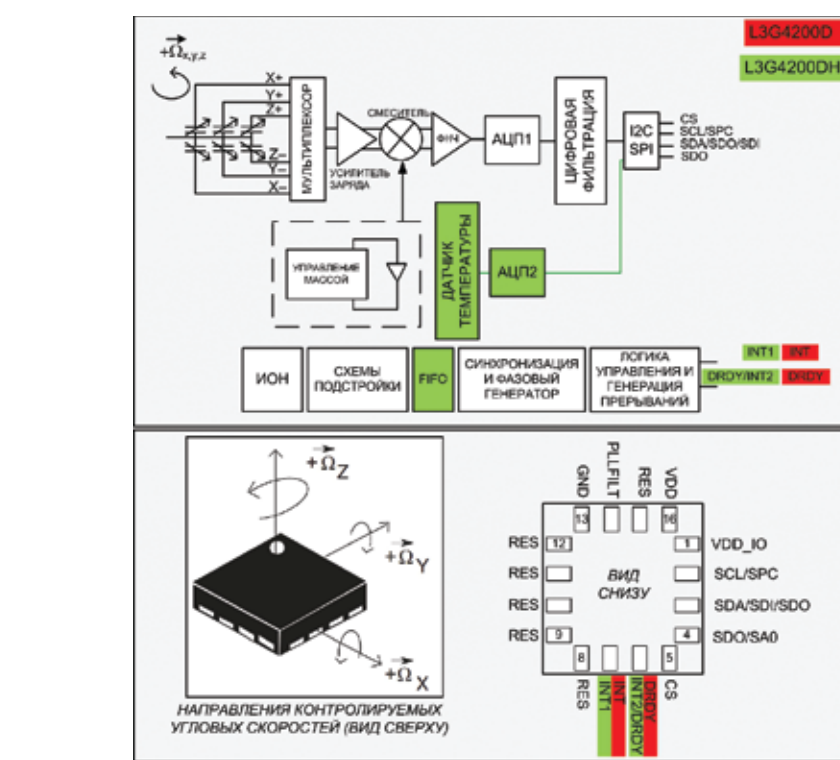 +Ωx,y,z
L3G4200D
L3G4200DH
X+
Y+
Z+
Z–
Y–
X–
МУЛЬТИПЛЕКСОР
УСИЛИТЕЛЬ
ЗАРЯДА
СМЕСИТЕЛЬ
ФНЧ
АЦП1
ЦИФРОВАЯ
ФИЛЬТРАЦИЯ
I2C
SPI
CS
SCL/SPC
SDA/SDO/SDI
SDO
УПРАВЛЕНИЕ
МАССОЙ
ДАТЧИК
ТЕМПЕРАТУРЫ
АЦП2
ИОН
СХЕМЫ
ПОДСТРОЙКИ
FIFO
СИНХРОНИЗАЦИЯ
И ФАЗОВЫЙ
ГЕНЕРАТОР
ЛОГИКА
УПРАВЛЕНИЯ И
ГЕНЕРАЦИЯ
ПРЕРЫВАНИЙ
INT1 INT
DRDY/INT2 DRDY
+ΩZ
+ΩY
+ΩX
НАПРАВЛЕНИЯ КОНТРОЛИРУЕМЫХ
УГЛОВЫХ СКОРОСТЕЙ (ВИД СВЕРХУ)
GND
PLLFILT
RES
VDD
13
16
RES 12
1 VDD_IO
RES
SCL/SPC
ВИД
СНИЗУ
RES
SDA/SDI/SDO
RES 9
4 SDO/SA0
8
5
RES
INT1
INT
INT2/DRDY
DRDY
CS